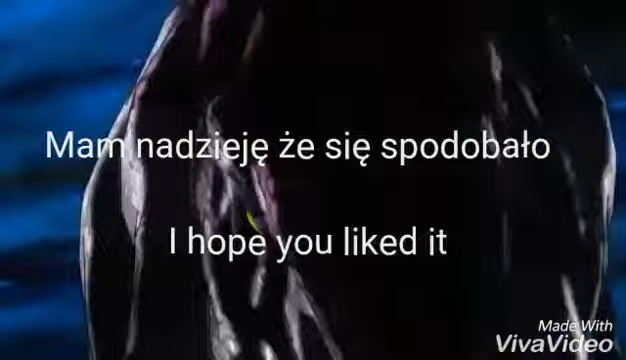 Mam nadzieję że się spodobało
I hope you liked it
Made With
VivaVideo